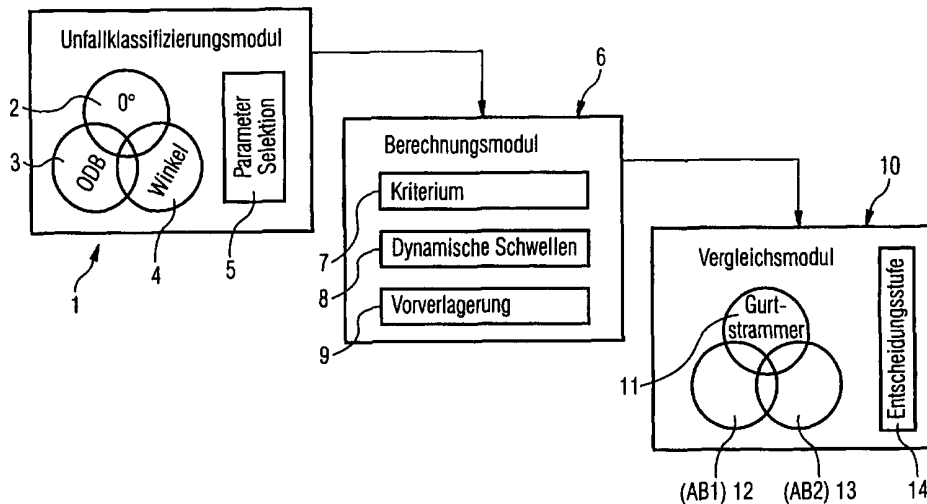 Unfallklassifizierungsmodul
2
0°
3
ODB
Winkel
Parameter
Selektion
1
4
5
6
Berechnungsmodul
Kriterium
7
Dynamische Schwellen
8
Vorverlagerung
9
10
Vergleichsmodul
Gurt-
strammer
11
Entscheidungsstufe
(AB1) 12
(AB2) 13
14